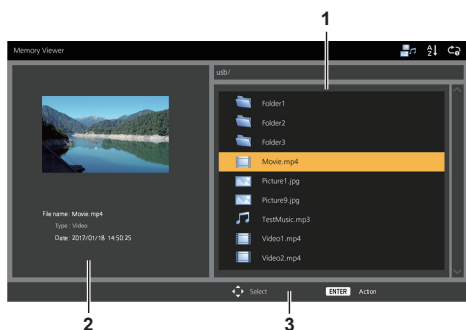 1
Memory Viewer
usb/
Folder1
Folder2
Folder3
Movie.mp4
Picture1.jpg
Picture9.jpg
TestMusic.mp3
Video1.mp4
Video2.mp4
File name : Movie.mp4
Type : Video
Date : 2017/01/18 14:50:25
Select ENTER Action
2 3